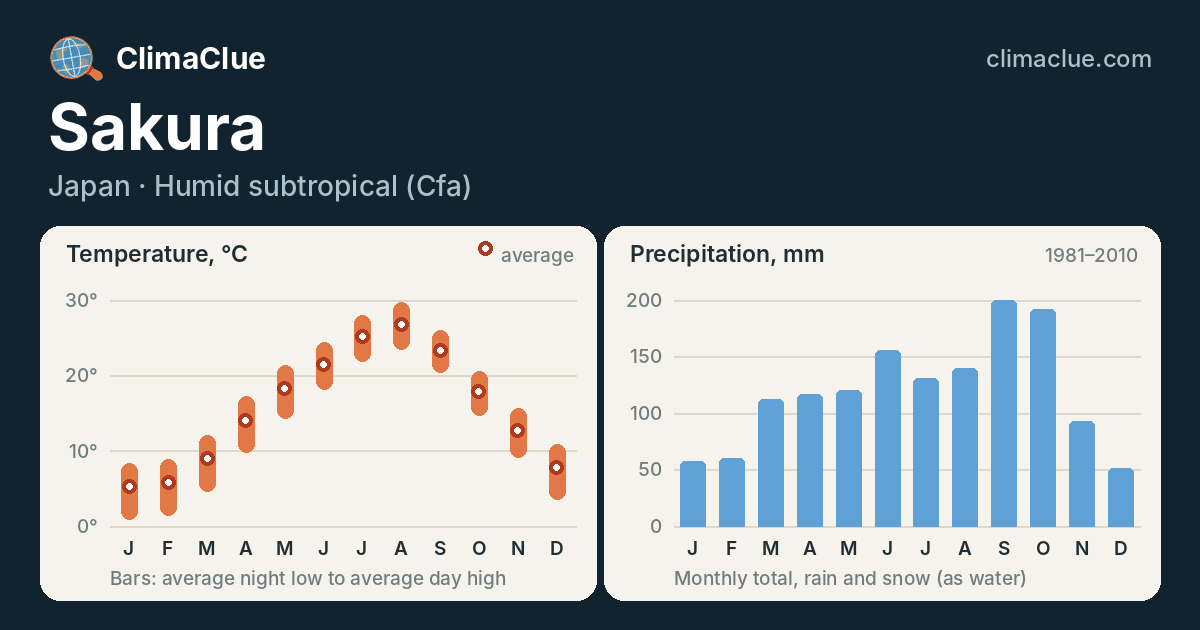 ClimaClue
climaclue.com
Sakura
Japan · Humid subtropical (Cfa)
Temperature, °C
average
30°
20°
10°
0°
J F M A M J J A S O N D
Bars: average night low to average day high
Precipitation, mm
1981–2010
200
150
100
50
0
J F M A M J J A S O N D
Monthly total, rain and snow (as water)